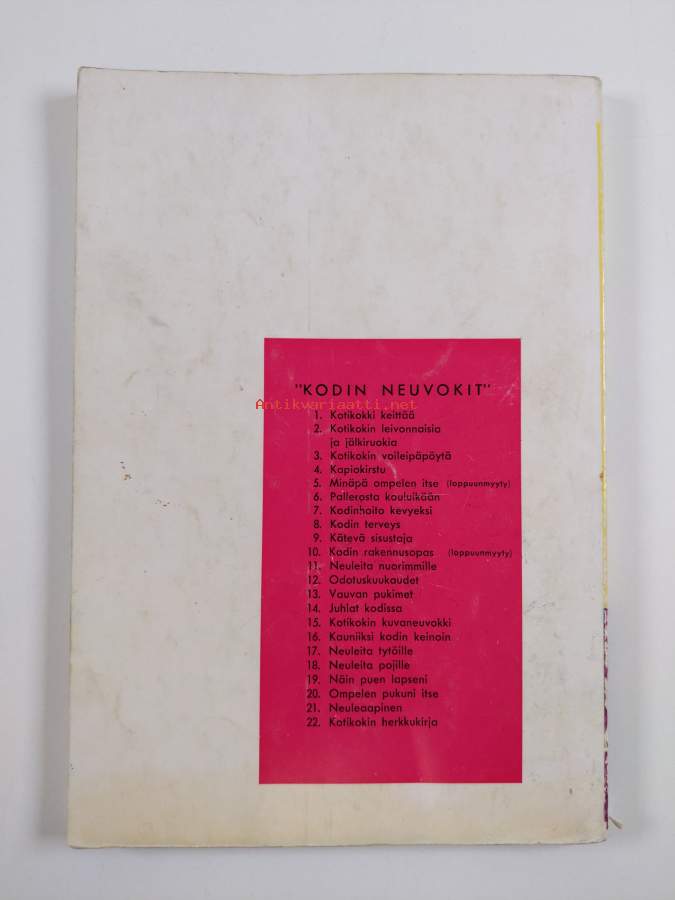 "KODIN NEUVOKIT"
Antikvariaatti.net
1. Kotikokki keittää
2. Kotikokin leivonnaisia
ja jälkiruokia
3. Kotikokin voileipäpöytä
4. Kapiokirstu
5. Minäpä ompelen itse (loppuunmyyty)
6. Pallerosta kouluikään
7. Kodinhoito kevyeksi
8. Kodin terveys
9. Kätevä sisustaja
10. Kodin rakennusopas (loppuunmyyty)
11. Neuleita nuorimmille
12. Odotuskuukaudet
13. Vauvan pukimet
14. Juhlat kodissa
15. Kotikokin kuvaneuvokki
16. Kauniiksi kodin keinoin
17. Neuleita tytöille
18. Neuleita pojille
19. Näin puen lapseni
20. Ompelen pukuni itse
21. Neuleaapinen
22. Kotikokin herkkukirja